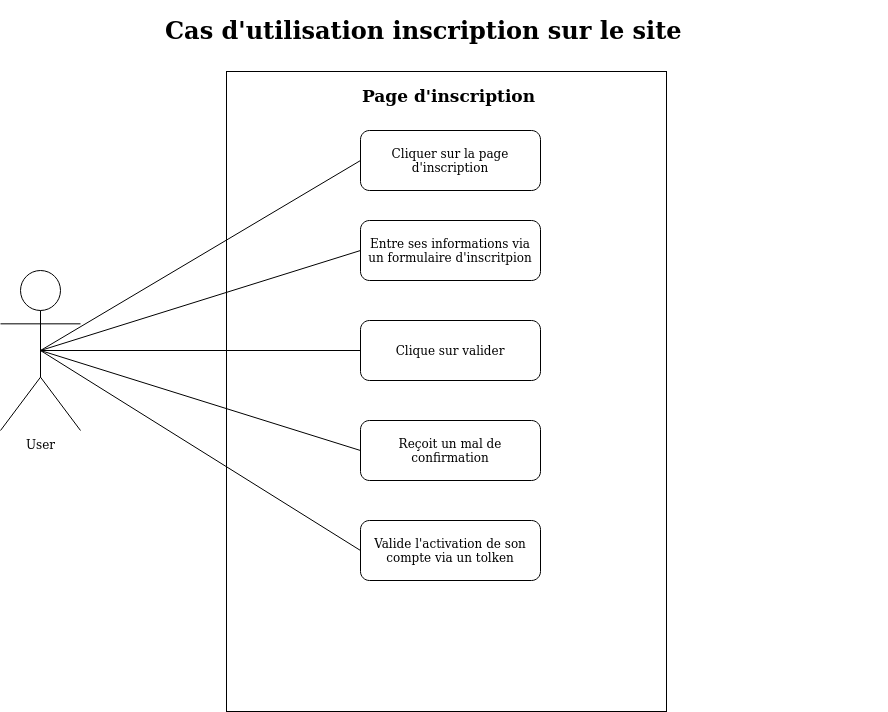 Cas d'utilisation inscription sur le site
Page d'inscription
Cliquer sur la page
d'inscription
Entre ses informations via
un formulaire d'inscritpion
Clique sur valider
Reçoit un mal de
confirmation
Valide l'activation de son
compte via un tolken
User